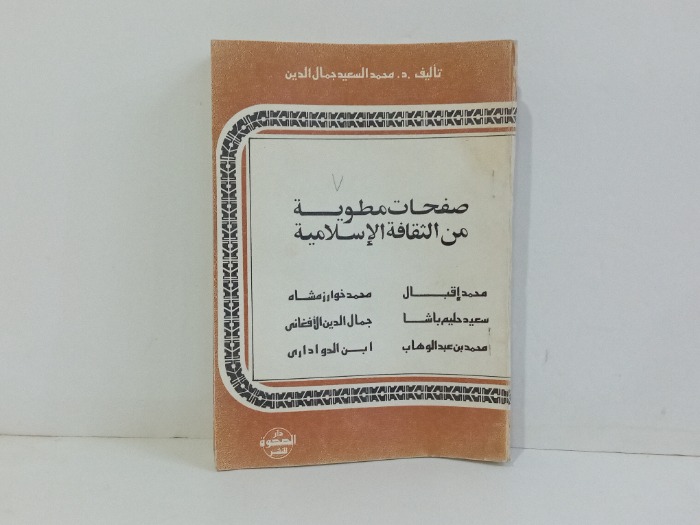 تأليف .د. محمد السعيد جمال الدين
صفحات مطوية
من الثقافة الإسلامية
محمد إقبال محمد خوارزمشاه
سعيد حليم باشا جمال الدين الأفغاني
محمد بن عبد الوهاب ابن الدواداري
دار
الصحوة
للنشر